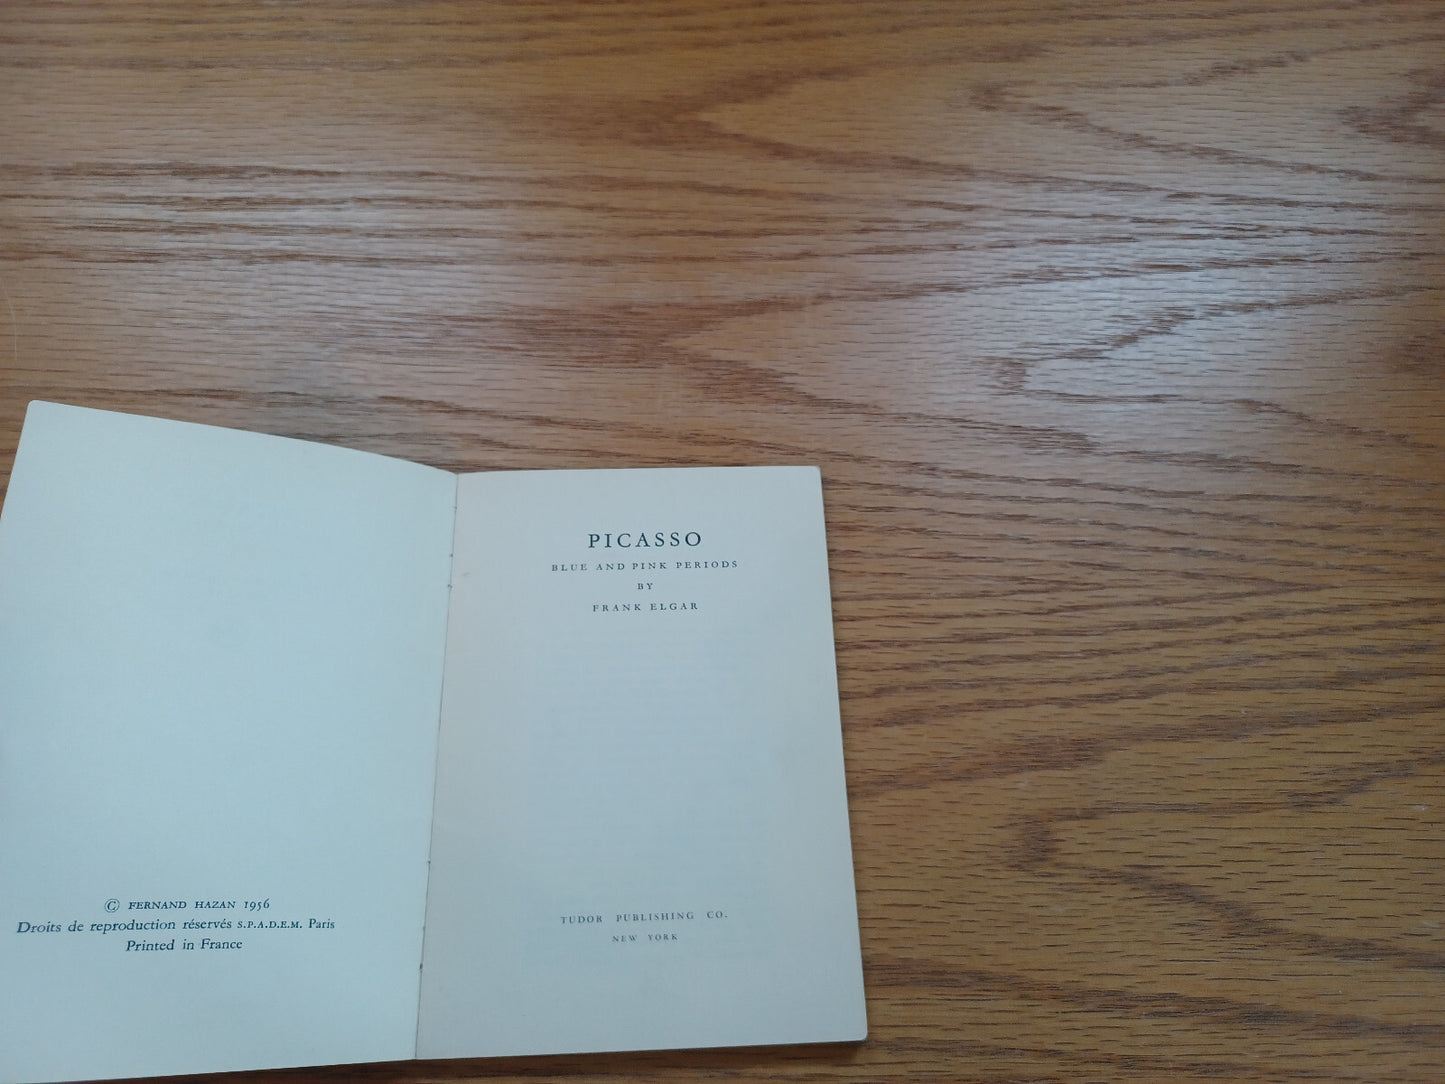 © FERNAND HAZAN 1956
Droits de reproduction réservés S.P.A.D.E.M. Paris
Printed in France
PICASSO
BLUE AND PINK PERIODS
BY
FRANK ELGAR
TUDOR PUBLISHING CO.
NEW YORK